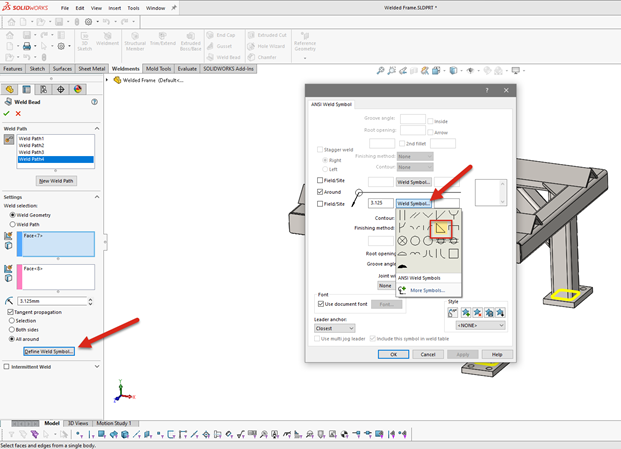 SOLIDWORKS
File Edit View Insert Tools Window
Welded Frame.SLDPRT *
3D Sketch
Weldment
Structural Member
Trim/Extend
Extruded Boss/Base
End Cap
Gusset
Weld Bead
Extruded Cut
Hole Wizard
Chamfer
Reference Geometry
Features Sketch Surfaces Sheet Metal Weldments Mold Tools Evaluate SOLIDWORKS Add-Ins
Welded Frame (Default<...
Weld Bead
Weld Path
Weld Path1
Weld Path2
Weld Path3
Weld Path4
New Weld Path
Settings
Weld selection:
Weld Geometry
Weld Path
Face<7>
Face<8>
3.125mm
Tangent propagation
Selection
Both sides
All around
Define Weld Symbol...
Intermittent Weld
ANSI Weld Symbol
Groove angle:
Root opening:
Inside
Arrow
2nd fillet
Stagger weld
Right
Left
Finishing method: None
Contour: None
Field/Site
Weld Symbol...
Around
Field/Site
3.125
Weld Symbol...
Contour:
Finishing method:
Root opening:
Groove angle:
Joint w
None
ANSI Weld Symbols
More Symbols...
Font
Use document font
Font...
Leader anchor:
Closest
Style
<NONE>
Use multi jog leader
Include this symbol in weld table
OK
Cancel
Apply
Help
Model 3D Views Motion Study 1
Select faces and edges from a single body.